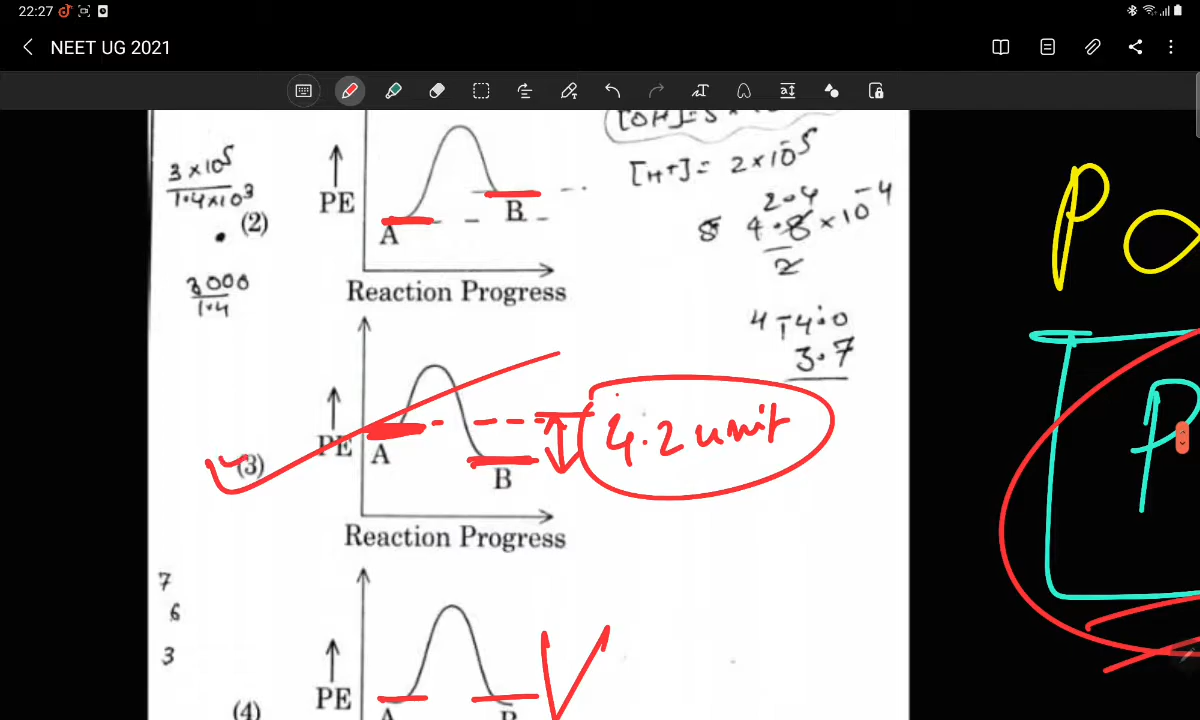 22:27
NEET UG 2021
3 × 10⁵
1.4 × 10³
(2)
PE
A
B
Reaction Progress
3000
1.4
[H+] = 2 × 10⁻⁵
2.4
4.8 × 10⁻⁴
2
4 - 4.0
3.7
(3)
PE
A
B
4.2 unit
Reaction Progress
7
6
3
(4)
PE
A
B
P
P